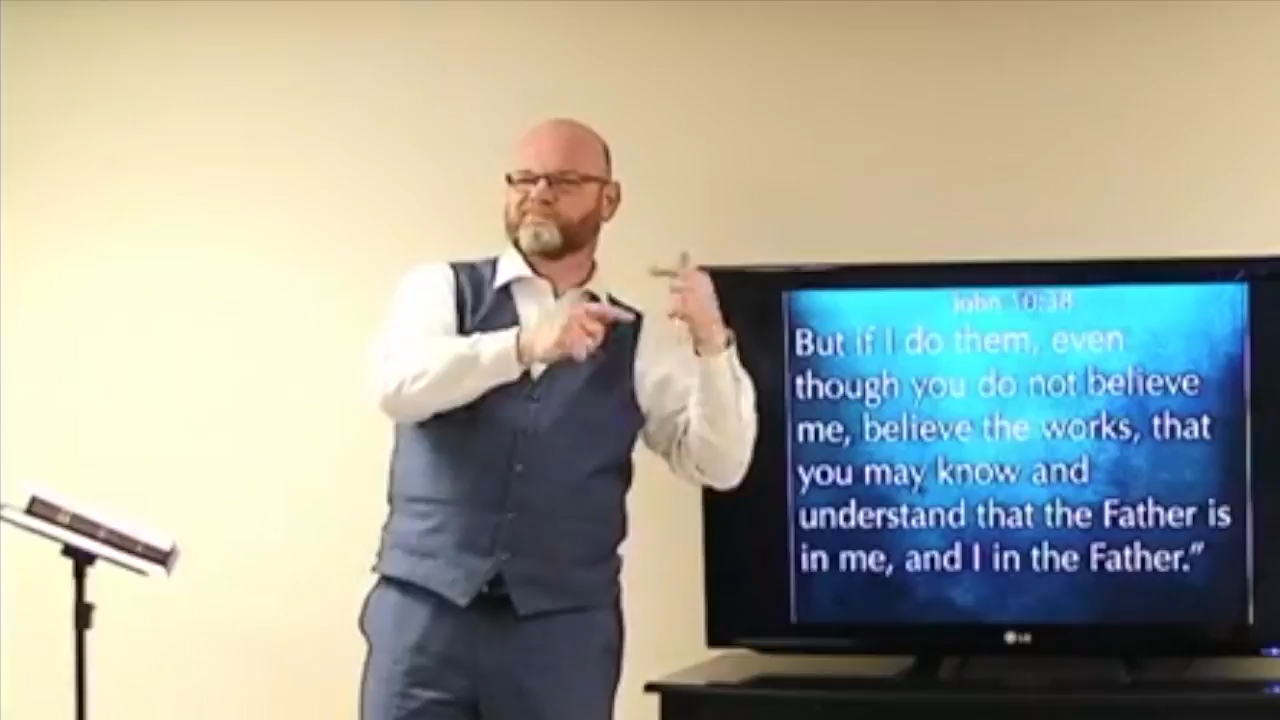 John 10:38
But if I do them, even
though you do not believe
me, believe the works, that
you may know and
understand that the Father is
in me, and I in the Father.”
LG